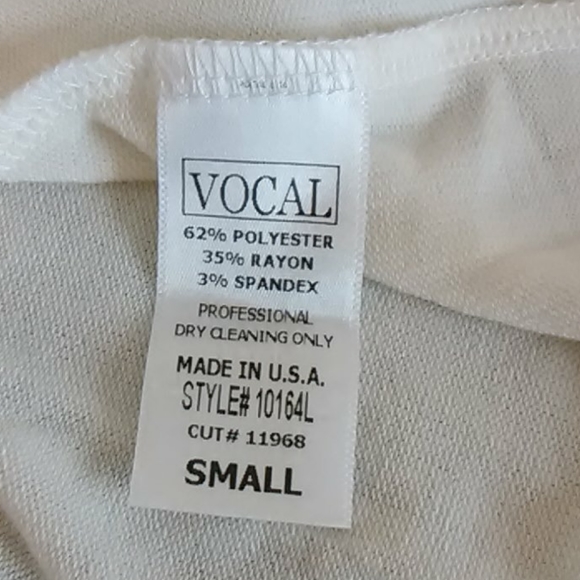 VOCAL
62% POLYESTER
35% RAYON
3% SPANDEX
PROFESSIONAL
DRY CLEANING ONLY
MADE IN U.S.A.
STYLE# 10164L
CUT# 11968
SMALL